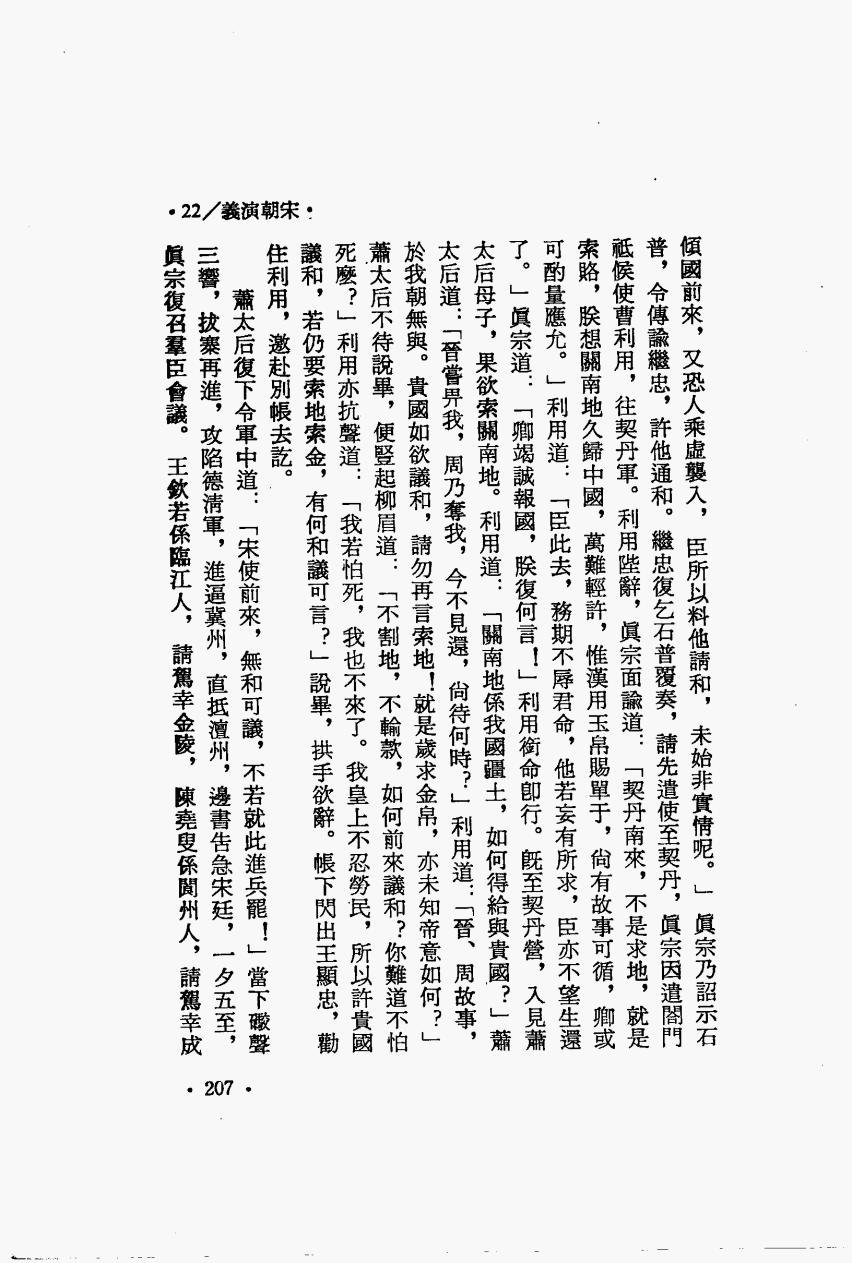 •22/義演朝宋•
傾國前來，又恐人乘虛襲入，臣所以料他請和，未始非實情呢。」眞宗乃詔示石
普，令傳諭繼忠，許他通和。繼忠復乞石普覆奏，請先遣使至契丹，眞宗因遣閤門
祗候使曹利用，往契丹軍。利用陛辭，眞宗面諭道：「契丹南來，不是求地，就是
索賂，朕想關南地久歸中國，萬難輕許，惟漢用玉帛賜單于，尙有故事可循，卿或
可酌量應允。」利用道：「臣此去，務期不辱君命，他若妄有所求，臣亦不望生還
了。」眞宗道：「卿竭誠報國，朕復何言！」利用銜命卽行。旣至契丹營，入見蕭
太后母子，果欲索關南地。利用道：「關南地係我國疆土，如何得給與貴國？」蕭
太后道：「晉嘗畀我，周乃奪我，今不見還，尙待何時？」利用道：「晉、周故事，
於我朝無與。貴國如欲議和，請勿再言索地！就是歲求金帛，亦未知帝意如何？」
蕭太后不待說畢，便豎起柳眉道：「不割地，不輸款，如何前來議和？你難道不怕
死麼？」利用亦抗聲道：「我若怕死，我也不來了。我皇上不忍勞民，所以許貴國
議和，若仍要索地索金，有何和議可言？」說畢，拱手欲辭。帳下閃出王顯忠，勸
住利用，邀赴別帳去訖。
蕭太后復下令軍中道：「宋使前來，無和可議，不若就此進兵罷！」當下礮聲
三響，拔寨再進，攻陷德淸軍，進逼冀州，直抵澶州，邊書告急宋廷，一夕五至，
眞宗復召羣臣會議。王欽若係臨江人，請駕幸金陵，陳堯叟係閬州人，請駕幸成
•207•